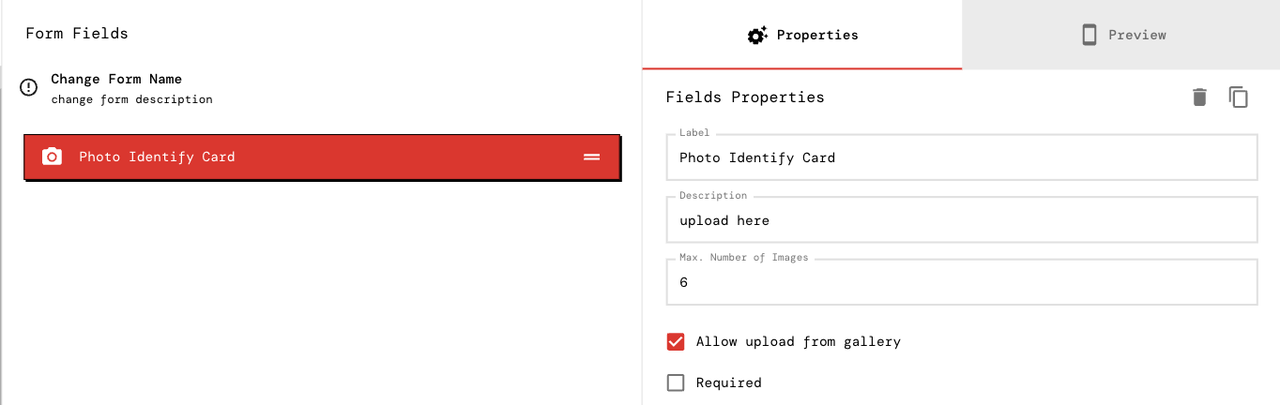 Form Fields
Change Form Name
change form description
Photo Identify Card
Properties
Preview
Fields Properties
Label
Photo Identify Card
Description
upload here
Max. Number of Images
6
Allow upload from gallery
Required